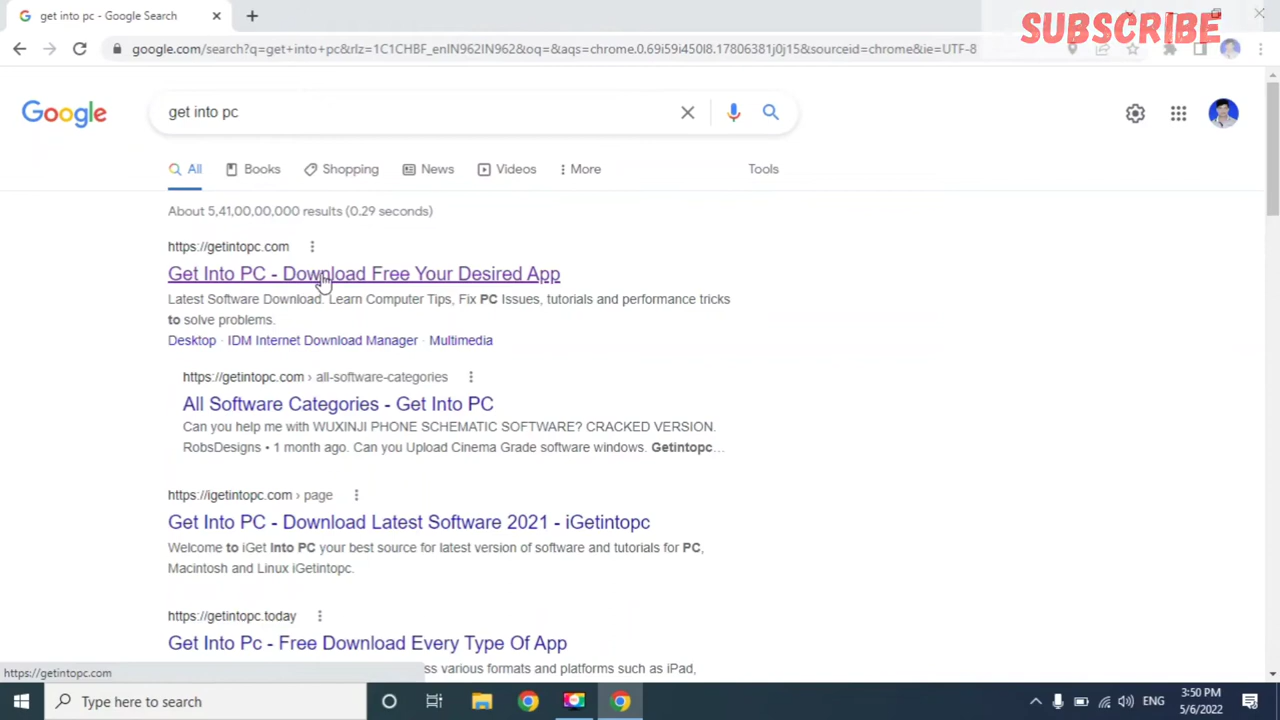 get into pc - Google Search
SUBSCRIBE
google.com/search?q=get+into+pc&rlz=1C1CHBF_enIN962IN962&oq=&aqs=chrome.0.69i59i450l8.17806381j0j15&sourceid=chrome&ie=UTF-8
Google
get into pc
All
Books
Shopping
News
Videos
More
Tools
About 5,41,00,00,000 results (0.29 seconds)
https://getintopc.com
Get Into PC - Download Free Your Desired App
Latest Software Download. Learn Computer Tips, Fix PC Issues, tutorials and performance tricks
to solve problems.
Desktop · IDM Internet Download Manager · Multimedia
https://getintopc.com › all-software-categories
All Software Categories - Get Into PC
Can you help me with WUXINJI PHONE SCHEMATIC SOFTWARE? CRACKED VERSION.
RobsDesigns • 1 month ago. Can you Upload Cinema Grade software windows. Getintopc...
https://igetintopc.com › page
Get Into PC - Download Latest Software 2021 - iGetintopc
Welcome to iGet Into PC your best source for latest version of software and tutorials for PC,
Macintosh and Linux iGetintopc.
https://getintopc.today
Get Into Pc - Free Download Every Type Of App
ss various formats and platforms such as iPad,
https://getintopc.com
Type here to search
ENG
3:50 PM
5/6/2022